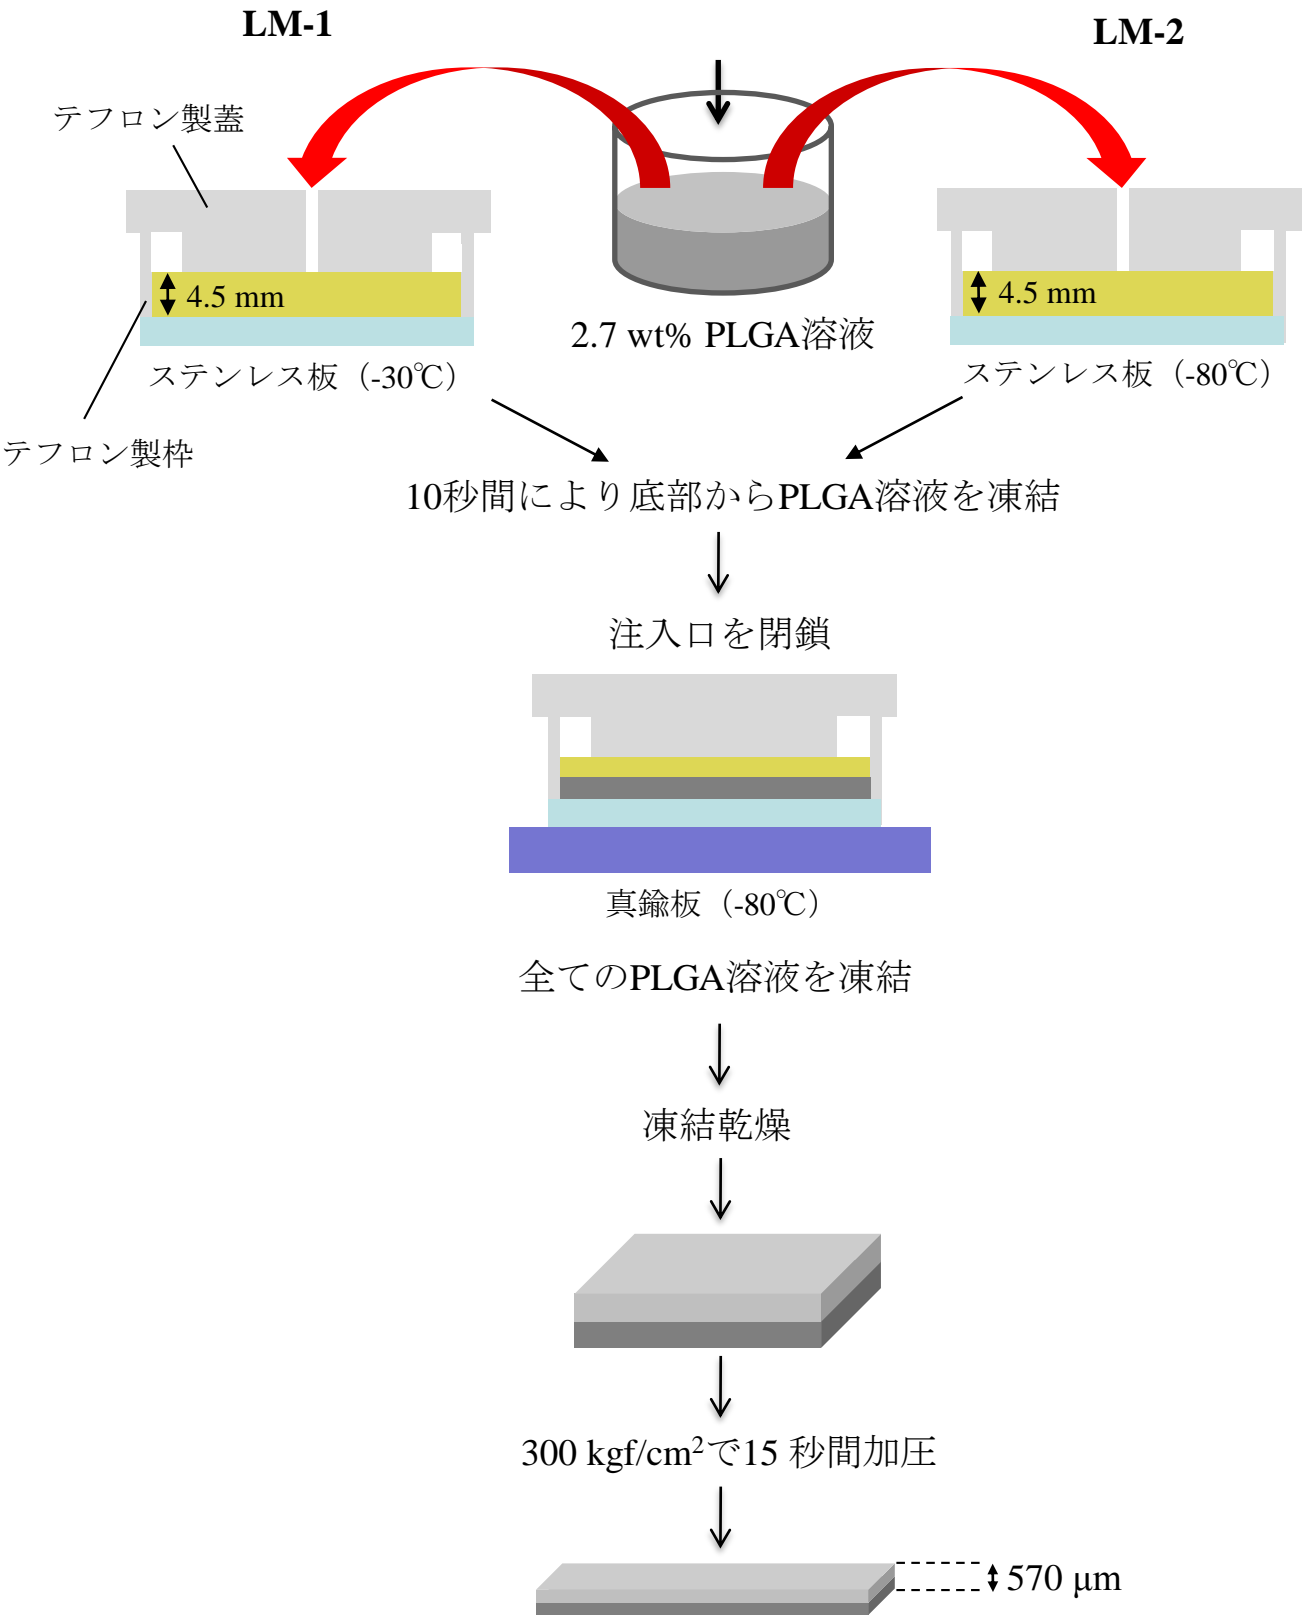 LM-1
LM-2
テフロン製蓋
4.5 mm
4.5 mm
2.7 wt% PLGA溶液
ステンレス板（-30℃）
ステンレス板（-80℃）
テフロン製枠
10秒間により底部からPLGA溶液を凍結
注入口を閉鎖
真鍮板（-80℃）
全てのPLGA溶液を凍結
凍結乾燥
300 kgf/cm²で15 秒間加圧
570 μm